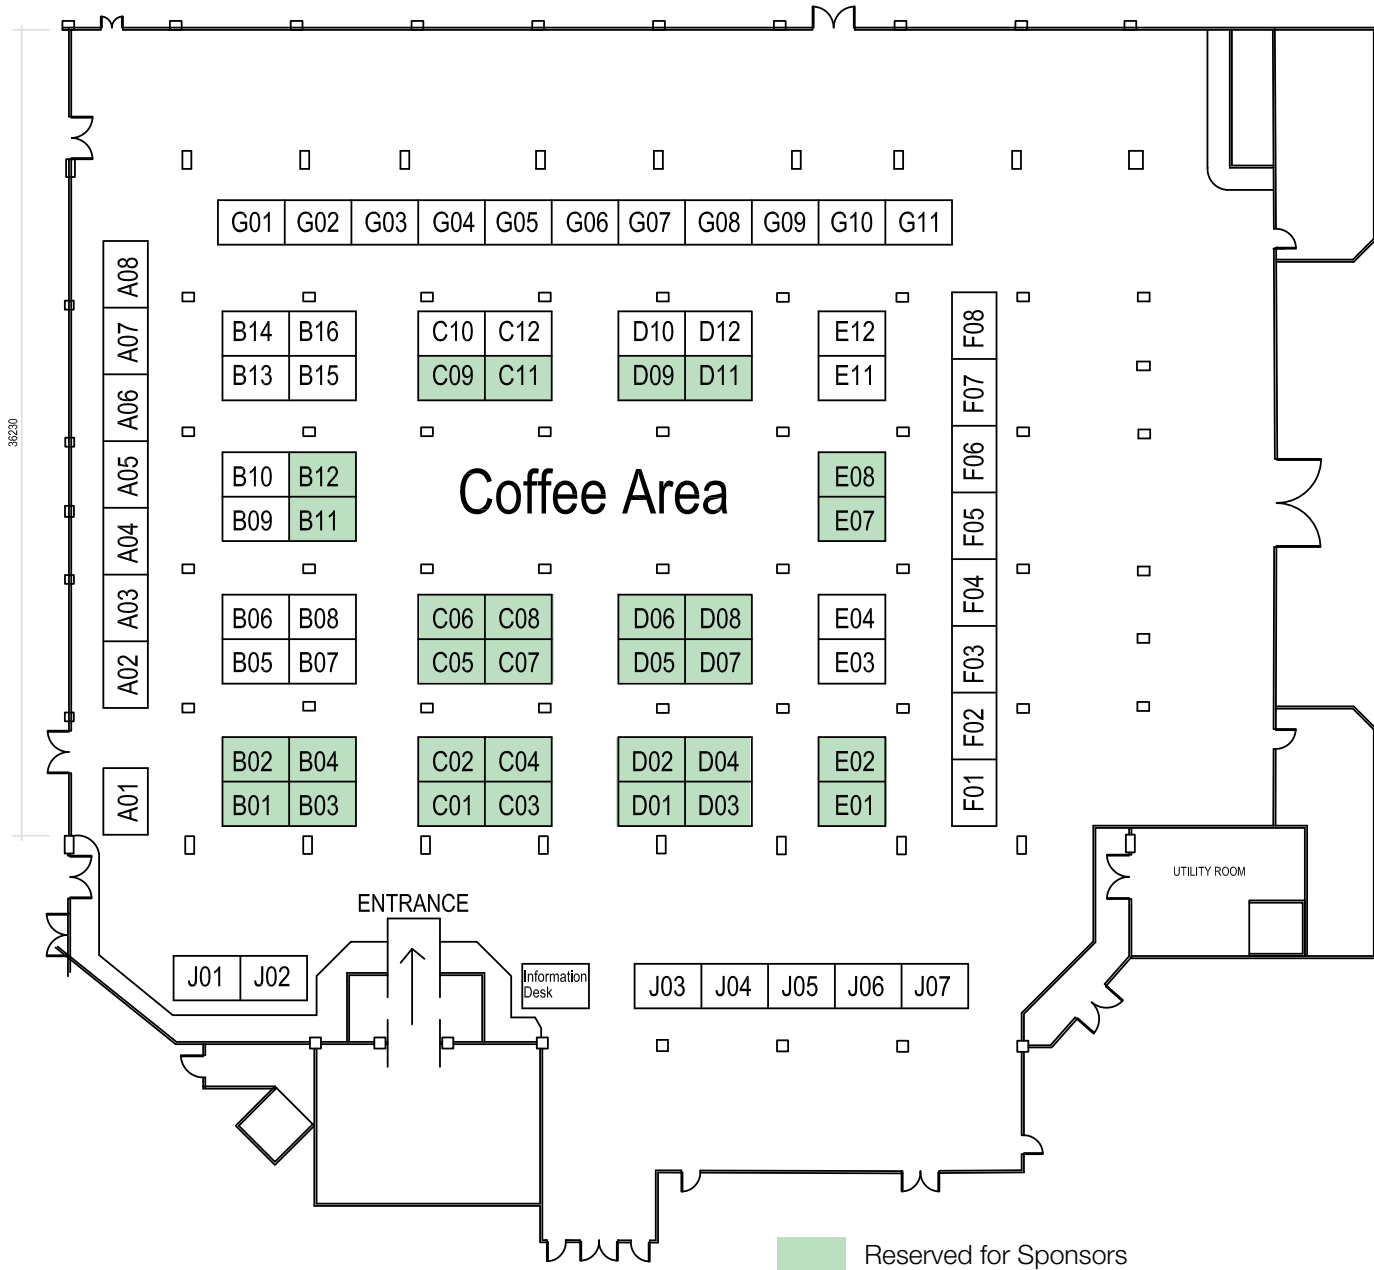 G01 G02 G03 G04 G05 G06 G07 G08 G09 G10 G11
A08
A07
A06
A05
A04
A03
A02
A01
B14 B16
B13 B15
C10 C12
C09 C11
D10 D12
D09 D11
E12
E11
F08
F07
F06
F05
F04
F03
F02
F01
36230
B10 B12
B09 B11
Coffee Area
E08
E07
B06 B08
B05 B07
C06 C08
C05 C07
D06 D08
D05 D07
E04
E03
B02 B04
B01 B03
C02 C04
C01 C03
D02 D04
D01 D03
E02
E01
UTILITY ROOM
ENTRANCE
J01 J02
Information
Desk
J03 J04 J05 J06 J07
Reserved for Sponsors